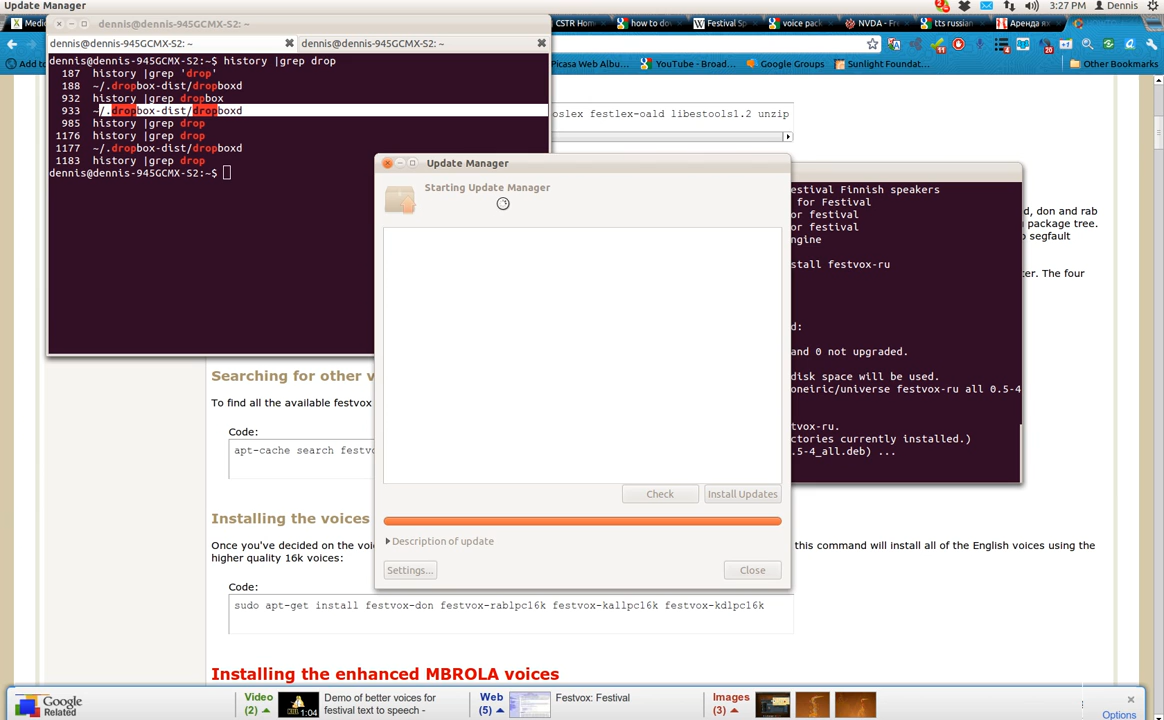 Update Manager
3:27 PM
Dennis
Medic
CSTR Hom
how to do
Festival Sp
voice pack
NVDA - Fr
tts russian
Аренда я
dennis@dennis-945GCMX-S2: ~
dennis@dennis-945GCMX-S2: ~
dennis@dennis-945GCMX-S2: ~
Add to
Picasa Web Albu...
YouTube - Broad...
Google Groups
Sunlight Foundat...
Other Bookmarks
dennis@dennis-945GCMX-S2:~$ history |grep drop
187 history |grep 'drop'
188 ~/.dropbox-dist/dropboxd
932 history |grep dropbox
933 ~/.dropbox-dist/dropboxd
985 history |grep drop
1176 history |grep drop
1177 ~/.dropbox-dist/dropboxd
1183 history |grep drop
dennis@dennis-945GCMX-S2:~$
oslex festlex-oald libestools1.2 unzip
Update Manager
Starting Update Manager
Check
Install Updates
Description of update
Settings...
Close
estival Finnish speakers
for Festival
or festival
or festival
ngine
stall festvox-ru
d:
and 0 not upgraded.
disk space will be used.
oneiric/universe festvox-ru all 0.5-4
tvox-ru.
ctories currently installed.)
.5-4_all.deb) ...
d, don and rab
package tree.
segfault
ter. The four
Searching for other v
To find all the available festvox
Code:
apt-cache search festvo
Installing the voices
Once you've decided on the voic
this command will install all of the English voices using the
higher quality 16k voices:
Code:
sudo apt-get install festvox-don festvox-rablpc16k festvox-kallpc16k festvox-kdlpc16k
Installing the enhanced MBROLA voices
Google
Related
Video
(2)
1:04
Demo of better voices for
festival text to speech -
Web
(5)
Festvox: Festival
Images
(3)
Options